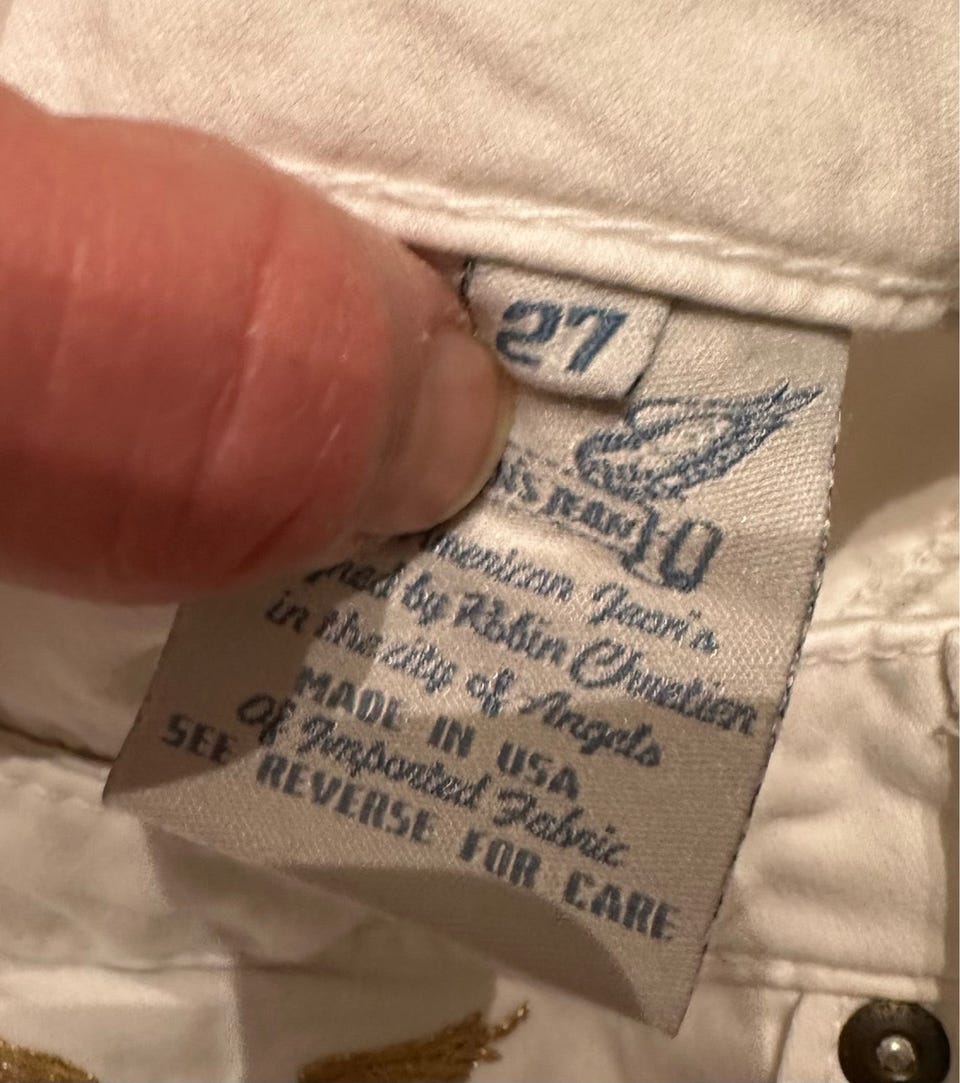 27
JEAN
American Jean's
by Robin Chretien
in the city of Angels
MADE IN USA
Of Imported Fabric
SEE REVERSE FOR CARE